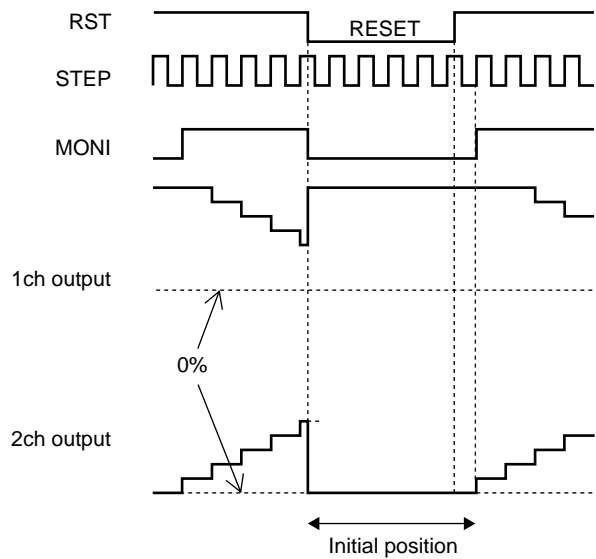 RST
RESET
STEP
MONI
1ch output
0%
2ch output
Initial position